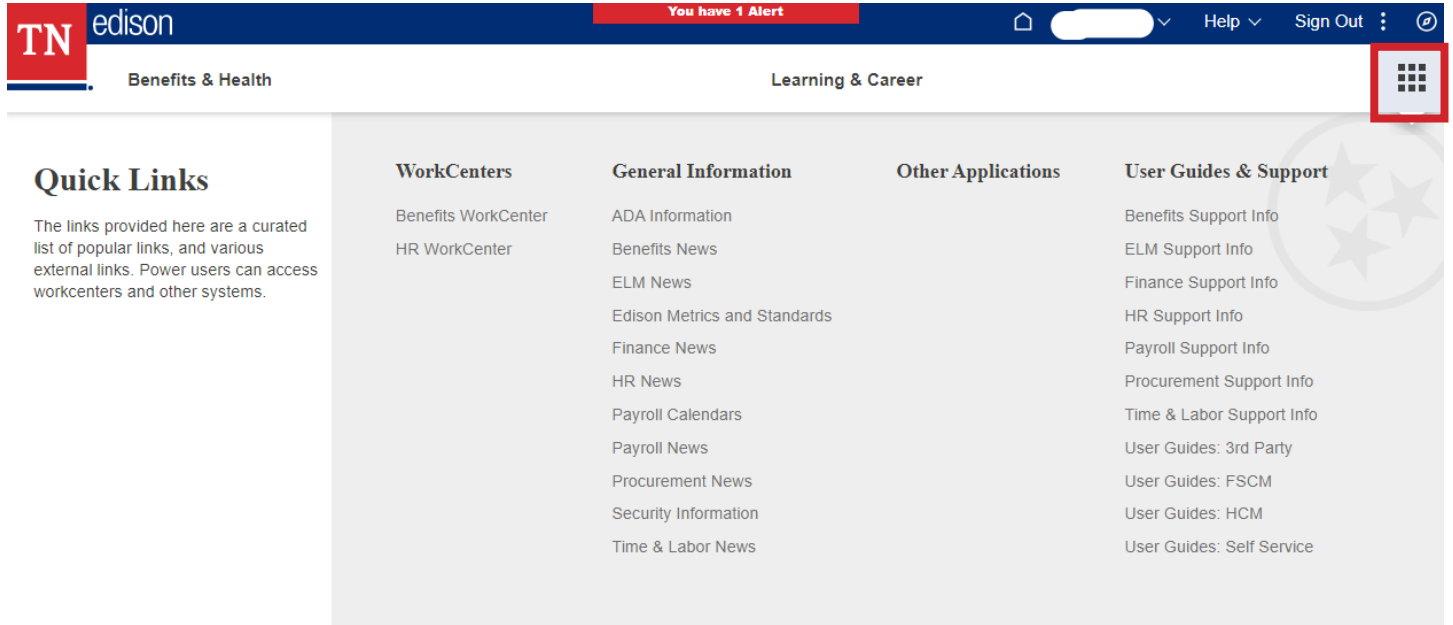 TN edison
You have 1 Alert
Help
Sign Out
Benefits & Health
Learning & Career
Quick Links
The links provided here are a curated
list of popular links, and various
external links. Power users can access
workcenters and other systems.
WorkCenters
Benefits WorkCenter
HR WorkCenter
General Information
ADA Information
Benefits News
ELM News
Edison Metrics and Standards
Finance News
HR News
Payroll Calendars
Payroll News
Procurement News
Security Information
Time & Labor News
Other Applications
User Guides & Support
Benefits Support Info
ELM Support Info
Finance Support Info
HR Support Info
Payroll Support Info
Procurement Support Info
Time & Labor Support Info
User Guides: 3rd Party
User Guides: FSCM
User Guides: HCM
User Guides: Self Service